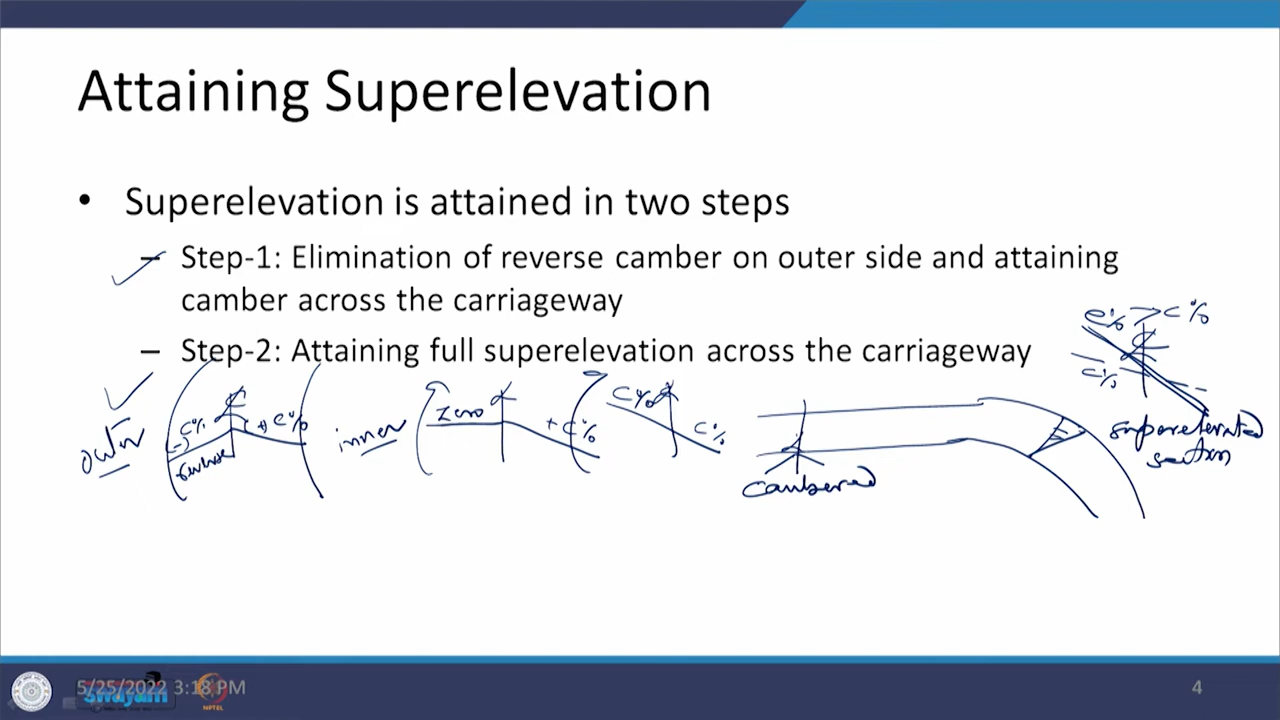 Attaining Superelevation
• Superelevation is attained in two steps
– Step-1: Elimination of reverse camber on outer side and attaining
camber across the carriageway
– Step-2: Attaining full superelevation across the carriageway
e% > c%
c%
outer
(-) c%
reverse
(+) c%
inner
zero
+ c%
c%
c%
cambered
superelevated
section
5/25/2022 3:18 PM
swayam
NPTEL
4